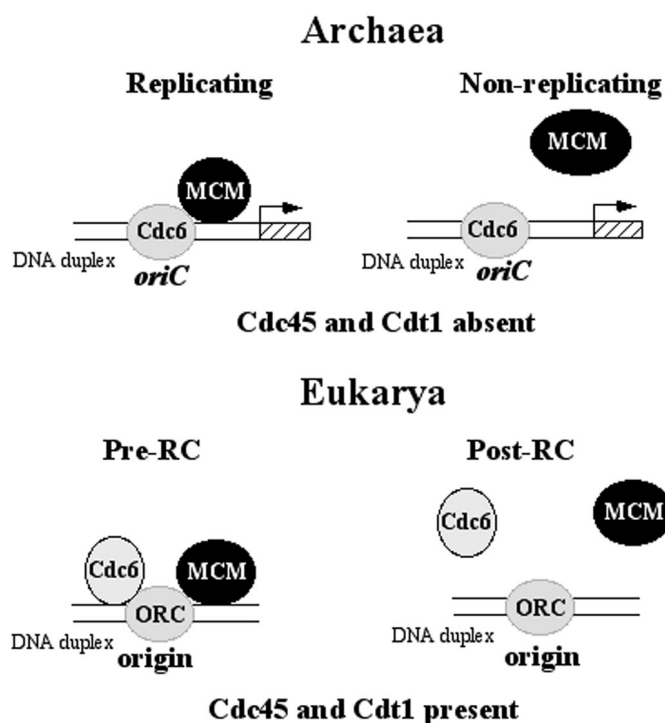 Archaea
Replicating
Non-replicating
MCM
MCM
Cdc6
Cdc6
DNA duplex
DNA duplex
oriC
oriC
Cdc45 and Cdt1 absent
Eukarya
Pre-RC
Post-RC
Cdc6
MCM
Cdc6
MCM
ORC
ORC
DNA duplex
DNA duplex
origin
origin
Cdc45 and Cdt1 present